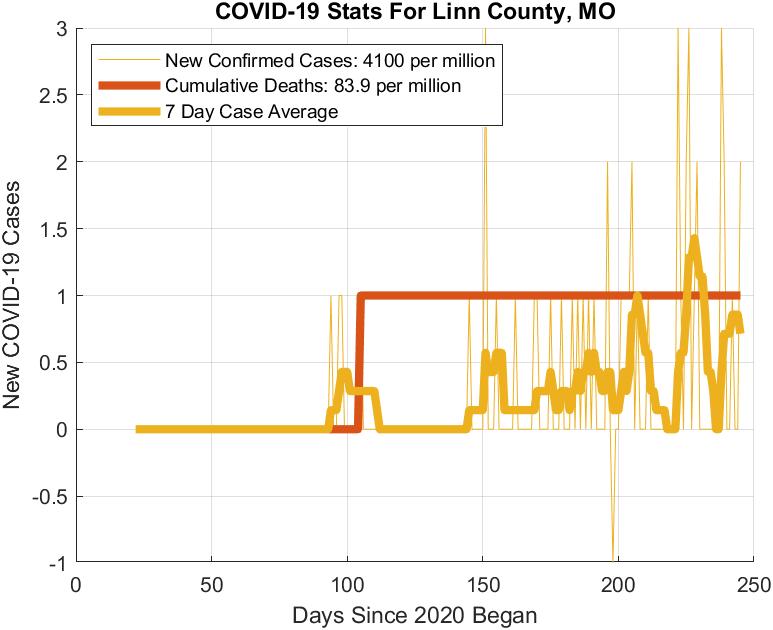 COVID-19 Stats For Linn County, MO
New Confirmed Cases: 4100 per million
Cumulative Deaths: 83.9 per million
7 Day Case Average
New COVID-19 Cases
3
2.5
2
1.5
1
0.5
0
-0.5
-1
0 50 100 150 200 250
Days Since 2020 Began